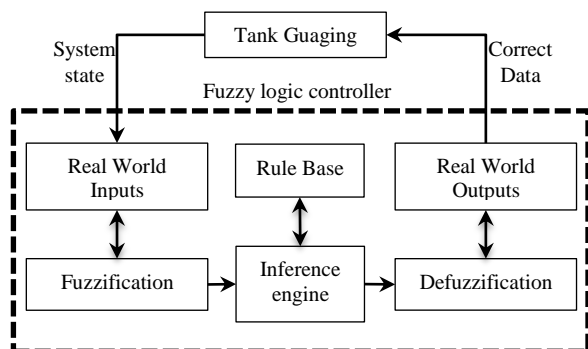 Tank Guaging
System
state
Correct
Data
Fuzzy logic controller
Real World
Inputs
Rule Base
Real World
Outputs
Fuzzification
Inference
engine
Defuzzification